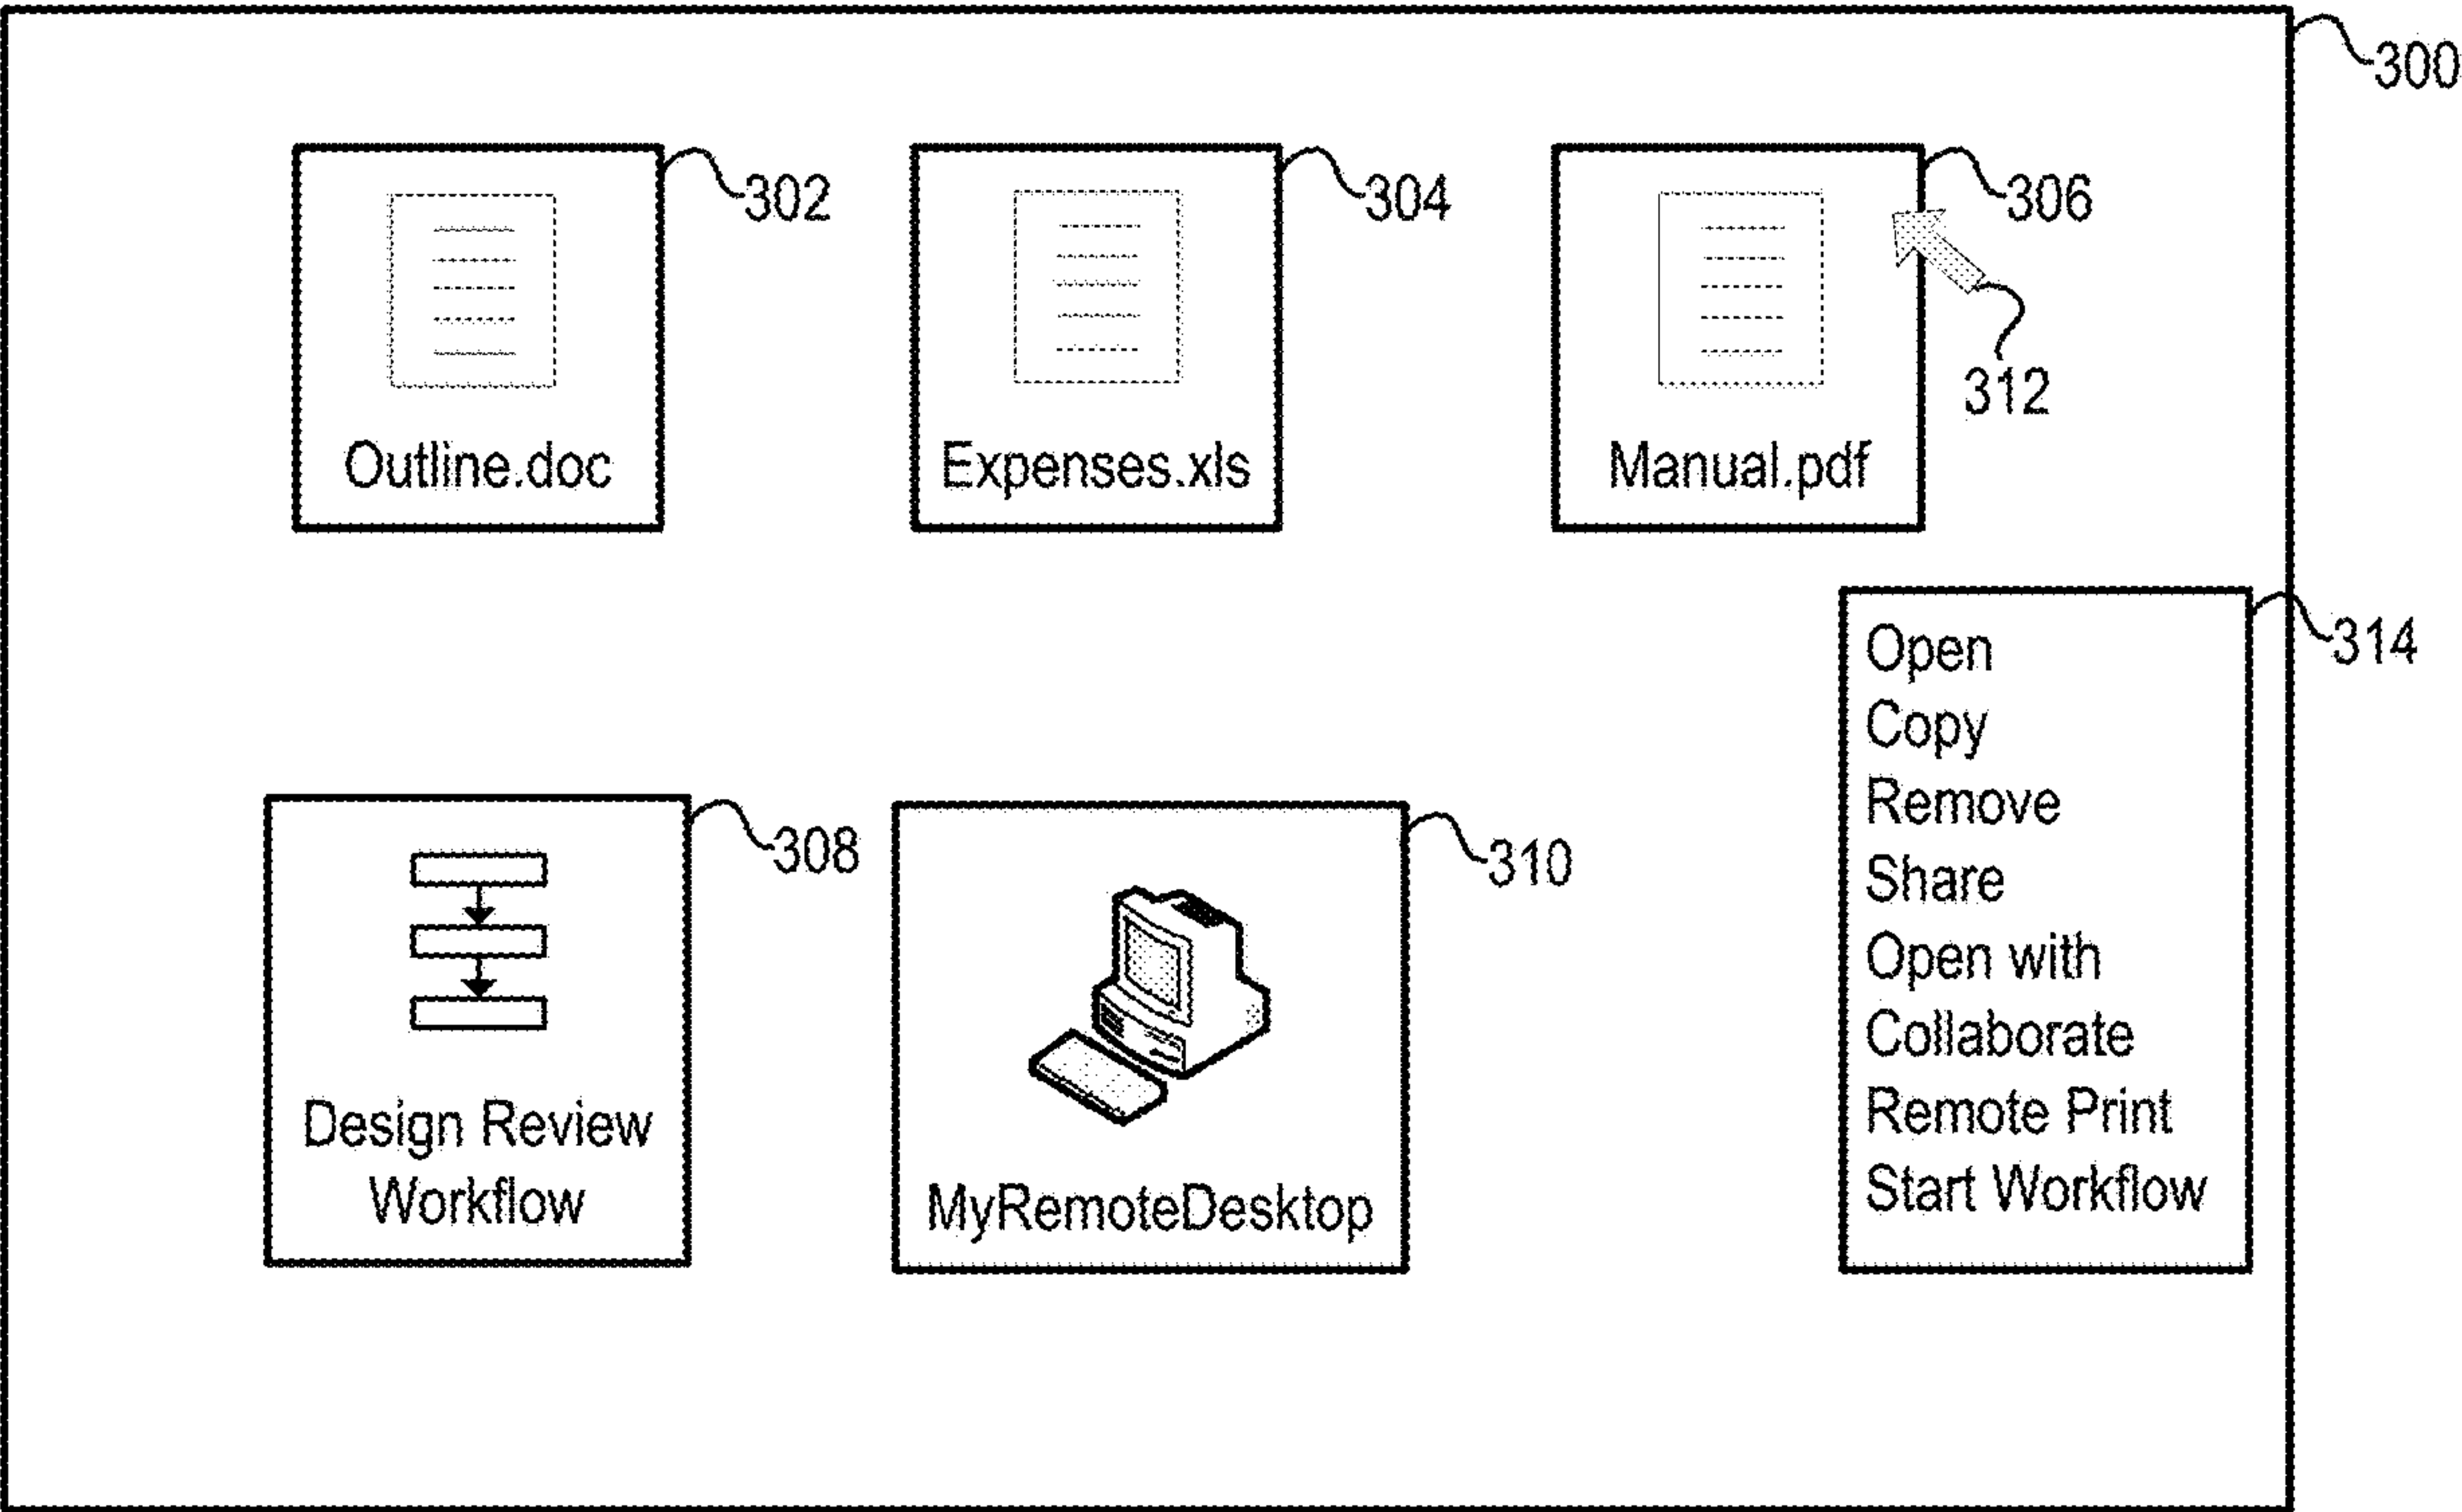 300
302
304
306
312
Outline.doc
Expenses.xls
Manual.pdf
314
Open
Copy
Remove
Share
Open with
Collaborate
Remote Print
Start Workflow
308
Design Review
Workflow
310
MyRemoteDesktop